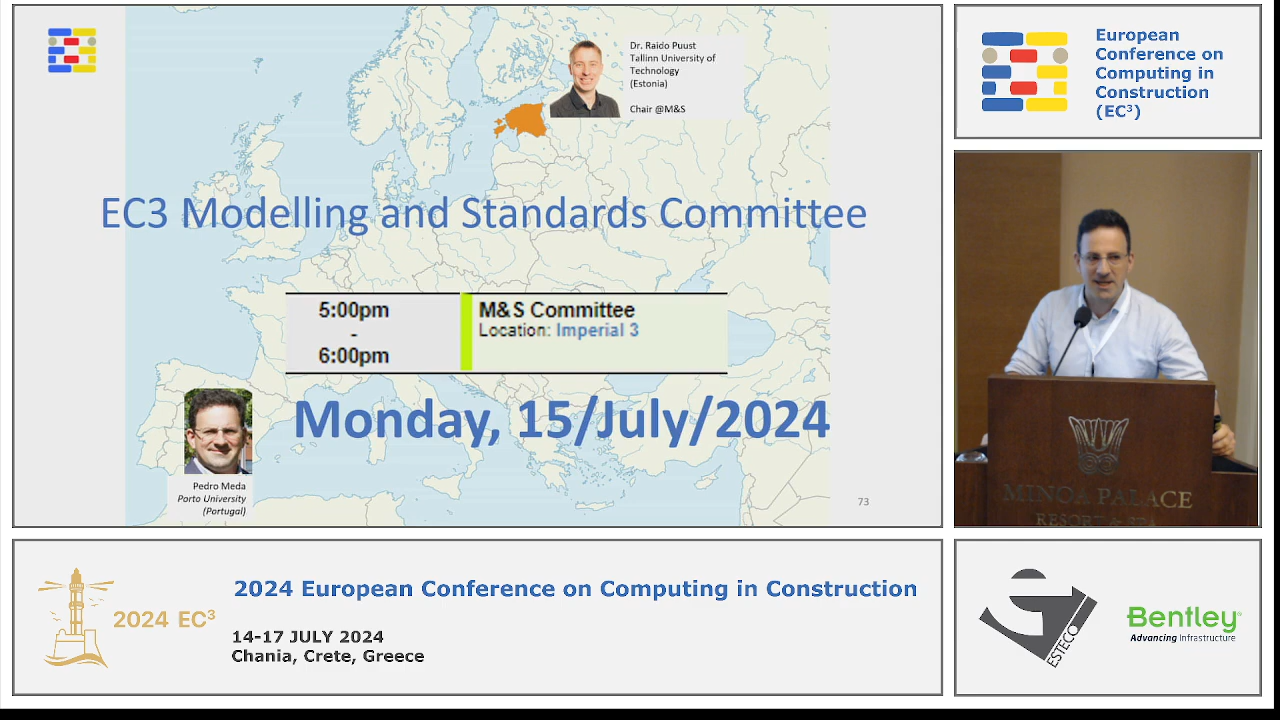 Dr. Raido Puust
Tallinn University of
Technology
(Estonia)
Chair @M&S
EC3 Modelling and Standards Committee
5:00pm
-
6:00pm
M&S Committee
Location: Imperial 3
Monday, 15/July/2024
Pedro Meda
Porto University
(Portugal)
73
European
Conference on
Computing in
Construction
(EC³)
MINOA PALACE
RESORT & SPA
2024 EC³
2024 European Conference on Computing in Construction
14-17 JULY 2024
Chania, Crete, Greece
ESTECO
Bentley®
Advancing Infrastructure